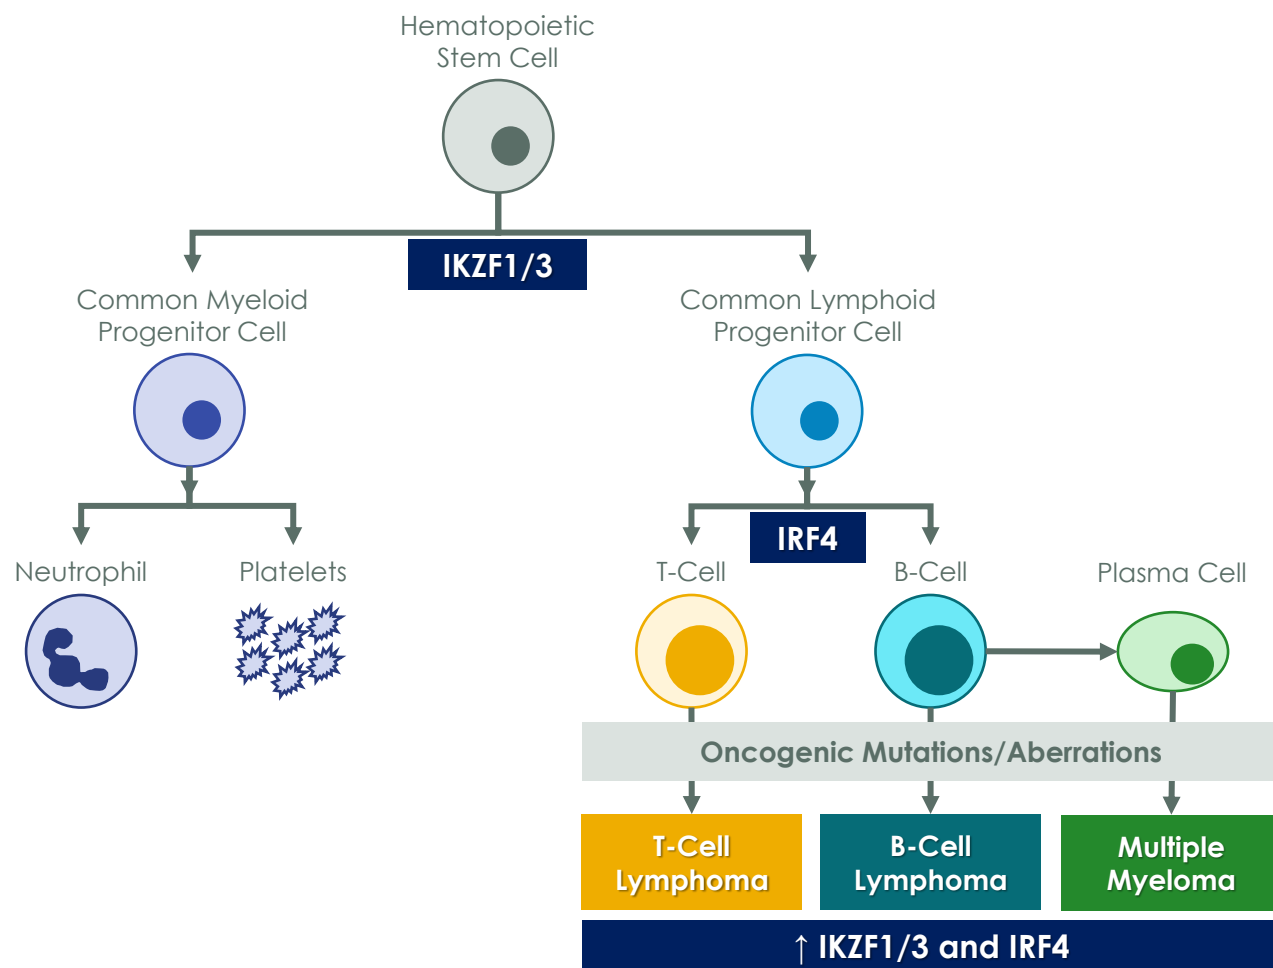 Hematopoietic
Stem Cell
IKZF1/3
Common Myeloid
Progenitor Cell
Common Lymphoid
Progenitor Cell
IRF4
Neutrophil
Platelets
T-Cell
B-Cell
Plasma Cell
Oncogenic Mutations/Aberrations
T-Cell
Lymphoma
B-Cell
Lymphoma
Multiple
Myeloma
↑ IKZF1/3 and IRF4